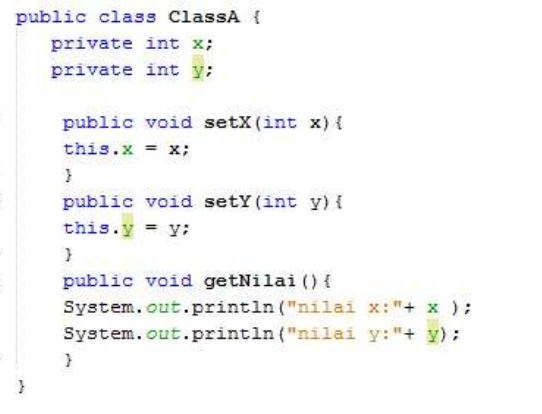 public class ClassA {
private int x;
private int y;
public void setX(int x){
this.x = x;
}
public void setY(int y){
this.y = y;
}
public void getNilai(){
System.out.println("nilai x:"+ x );
System.out.println("nilai y:"+ y);
}
}